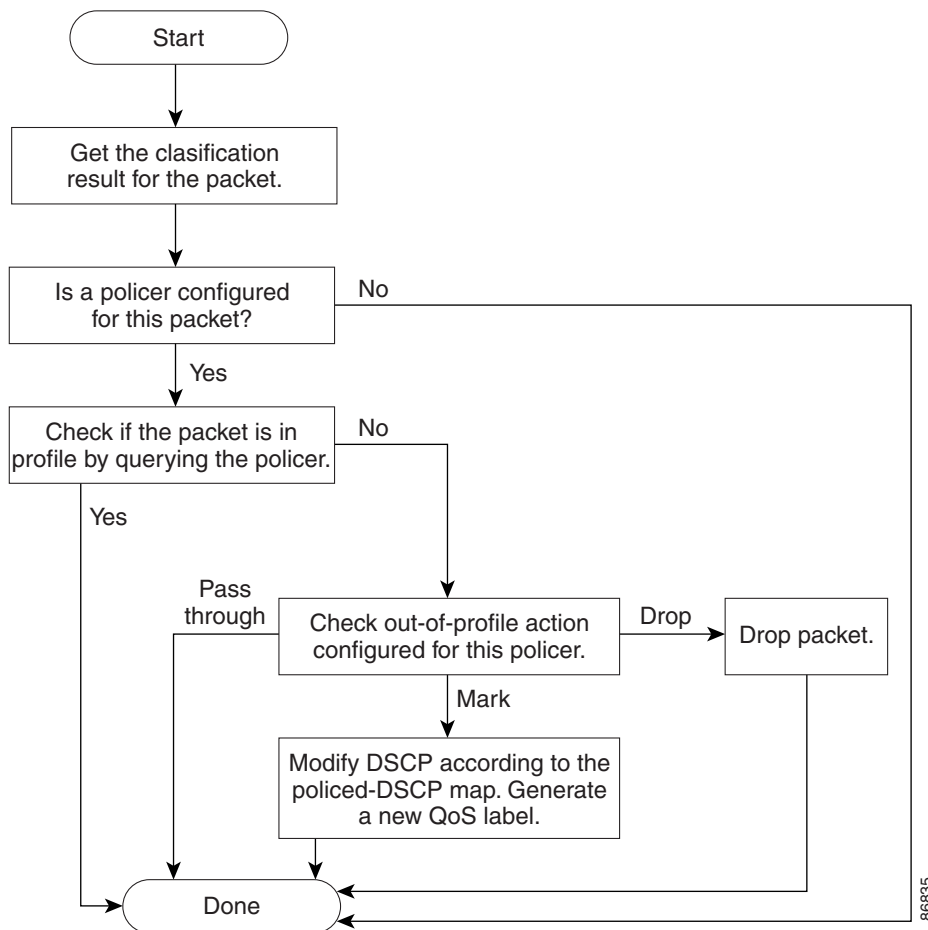 Start
Get the clasification
result for the packet.
Is a policer configured
for this packet?
No
Yes
Check if the packet is in
profile by querying the policer.
No
Yes
Pass
through
Check out-of-profile action
configured for this policer.
Drop
Drop packet.
Mark
Modify DSCP according to the
policed-DSCP map. Generate
a new QoS label.
Done
86835